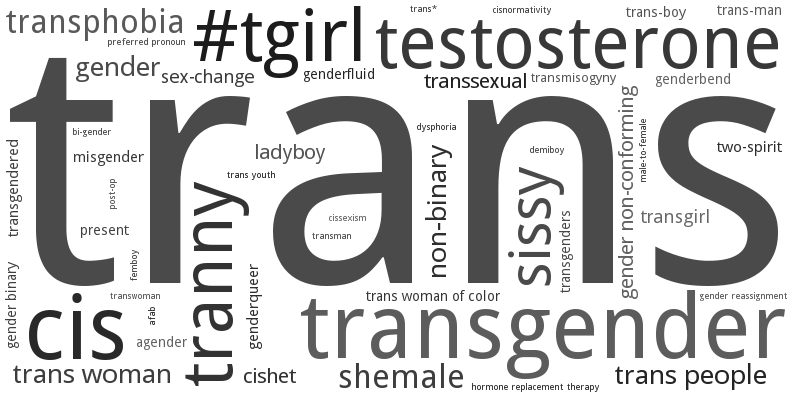 trans*
cisnormativity
trans-boy
trans-man
transphobia
#tgirl
testosterone
preferred pronoun
gender
sex-change
genderfluid
transsexual
transmisogyny
genderbend
trans
bi-gender
dysphoria
misgender
ladyboy
demiboy
two-spirit
transgendered
post-op
trans youth
non-binary
sissy
gender non-conforming
male-to-female
present
cissexism
transman
transgenders
transgirl
femboy
tranny
gender binary
cis
transwoman
afab
agender
genderqueer
trans woman of color
gender reassignment
transgender
trans woman
cishet
shemale
hormone replacement therapy
trans people